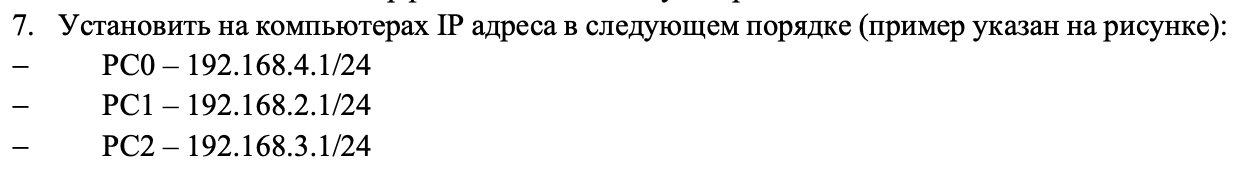 7. Установить на компьютерах IP адреса в следующем порядке (пример указан на рисунке):
– PC0 – 192.168.4.1/24
– PC1 – 192.168.2.1/24
– PC2 – 192.168.3.1/24